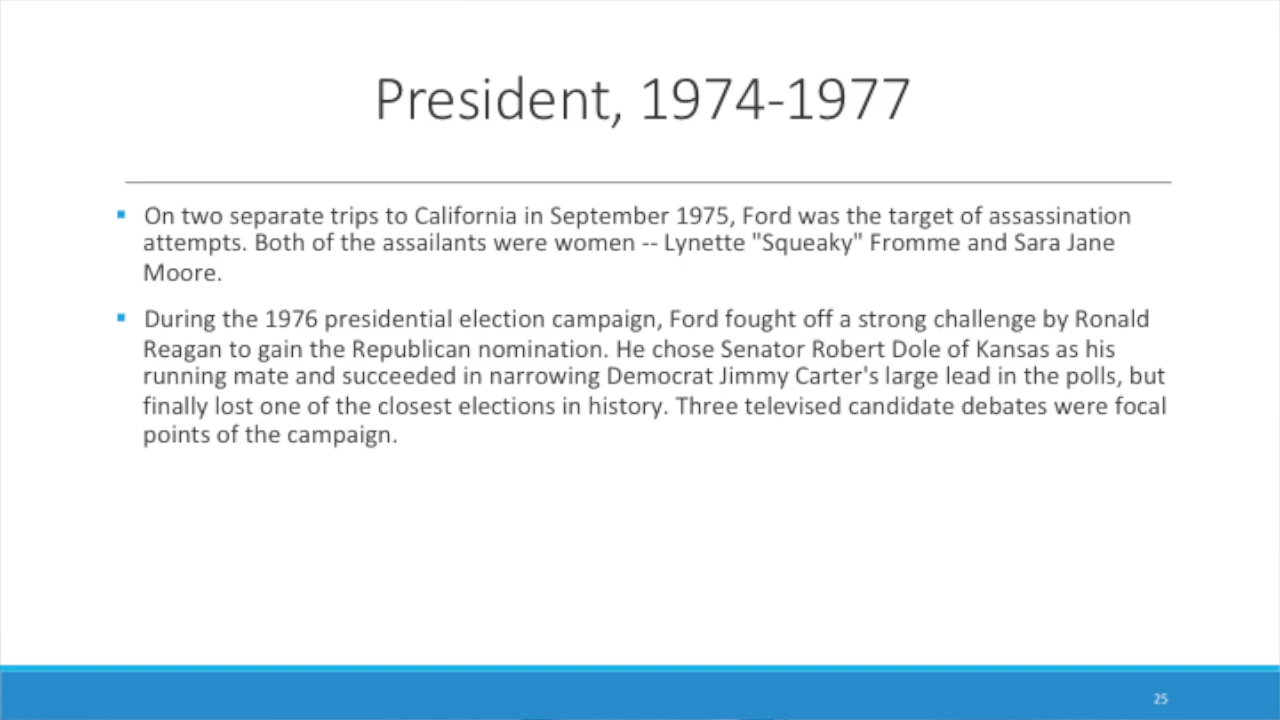 President, 1974-1977
On two separate trips to California in September 1975, Ford was the target of assassination
attempts. Both of the assailants were women -- Lynette "Squeaky" Fromme and Sara Jane
Moore.
During the 1976 presidential election campaign, Ford fought off a strong challenge by Ronald
Reagan to gain the Republican nomination. He chose Senator Robert Dole of Kansas as his
running mate and succeeded in narrowing Democrat Jimmy Carter's large lead in the polls, but
finally lost one of the closest elections in history. Three televised candidate debates were focal
points of the campaign.
25